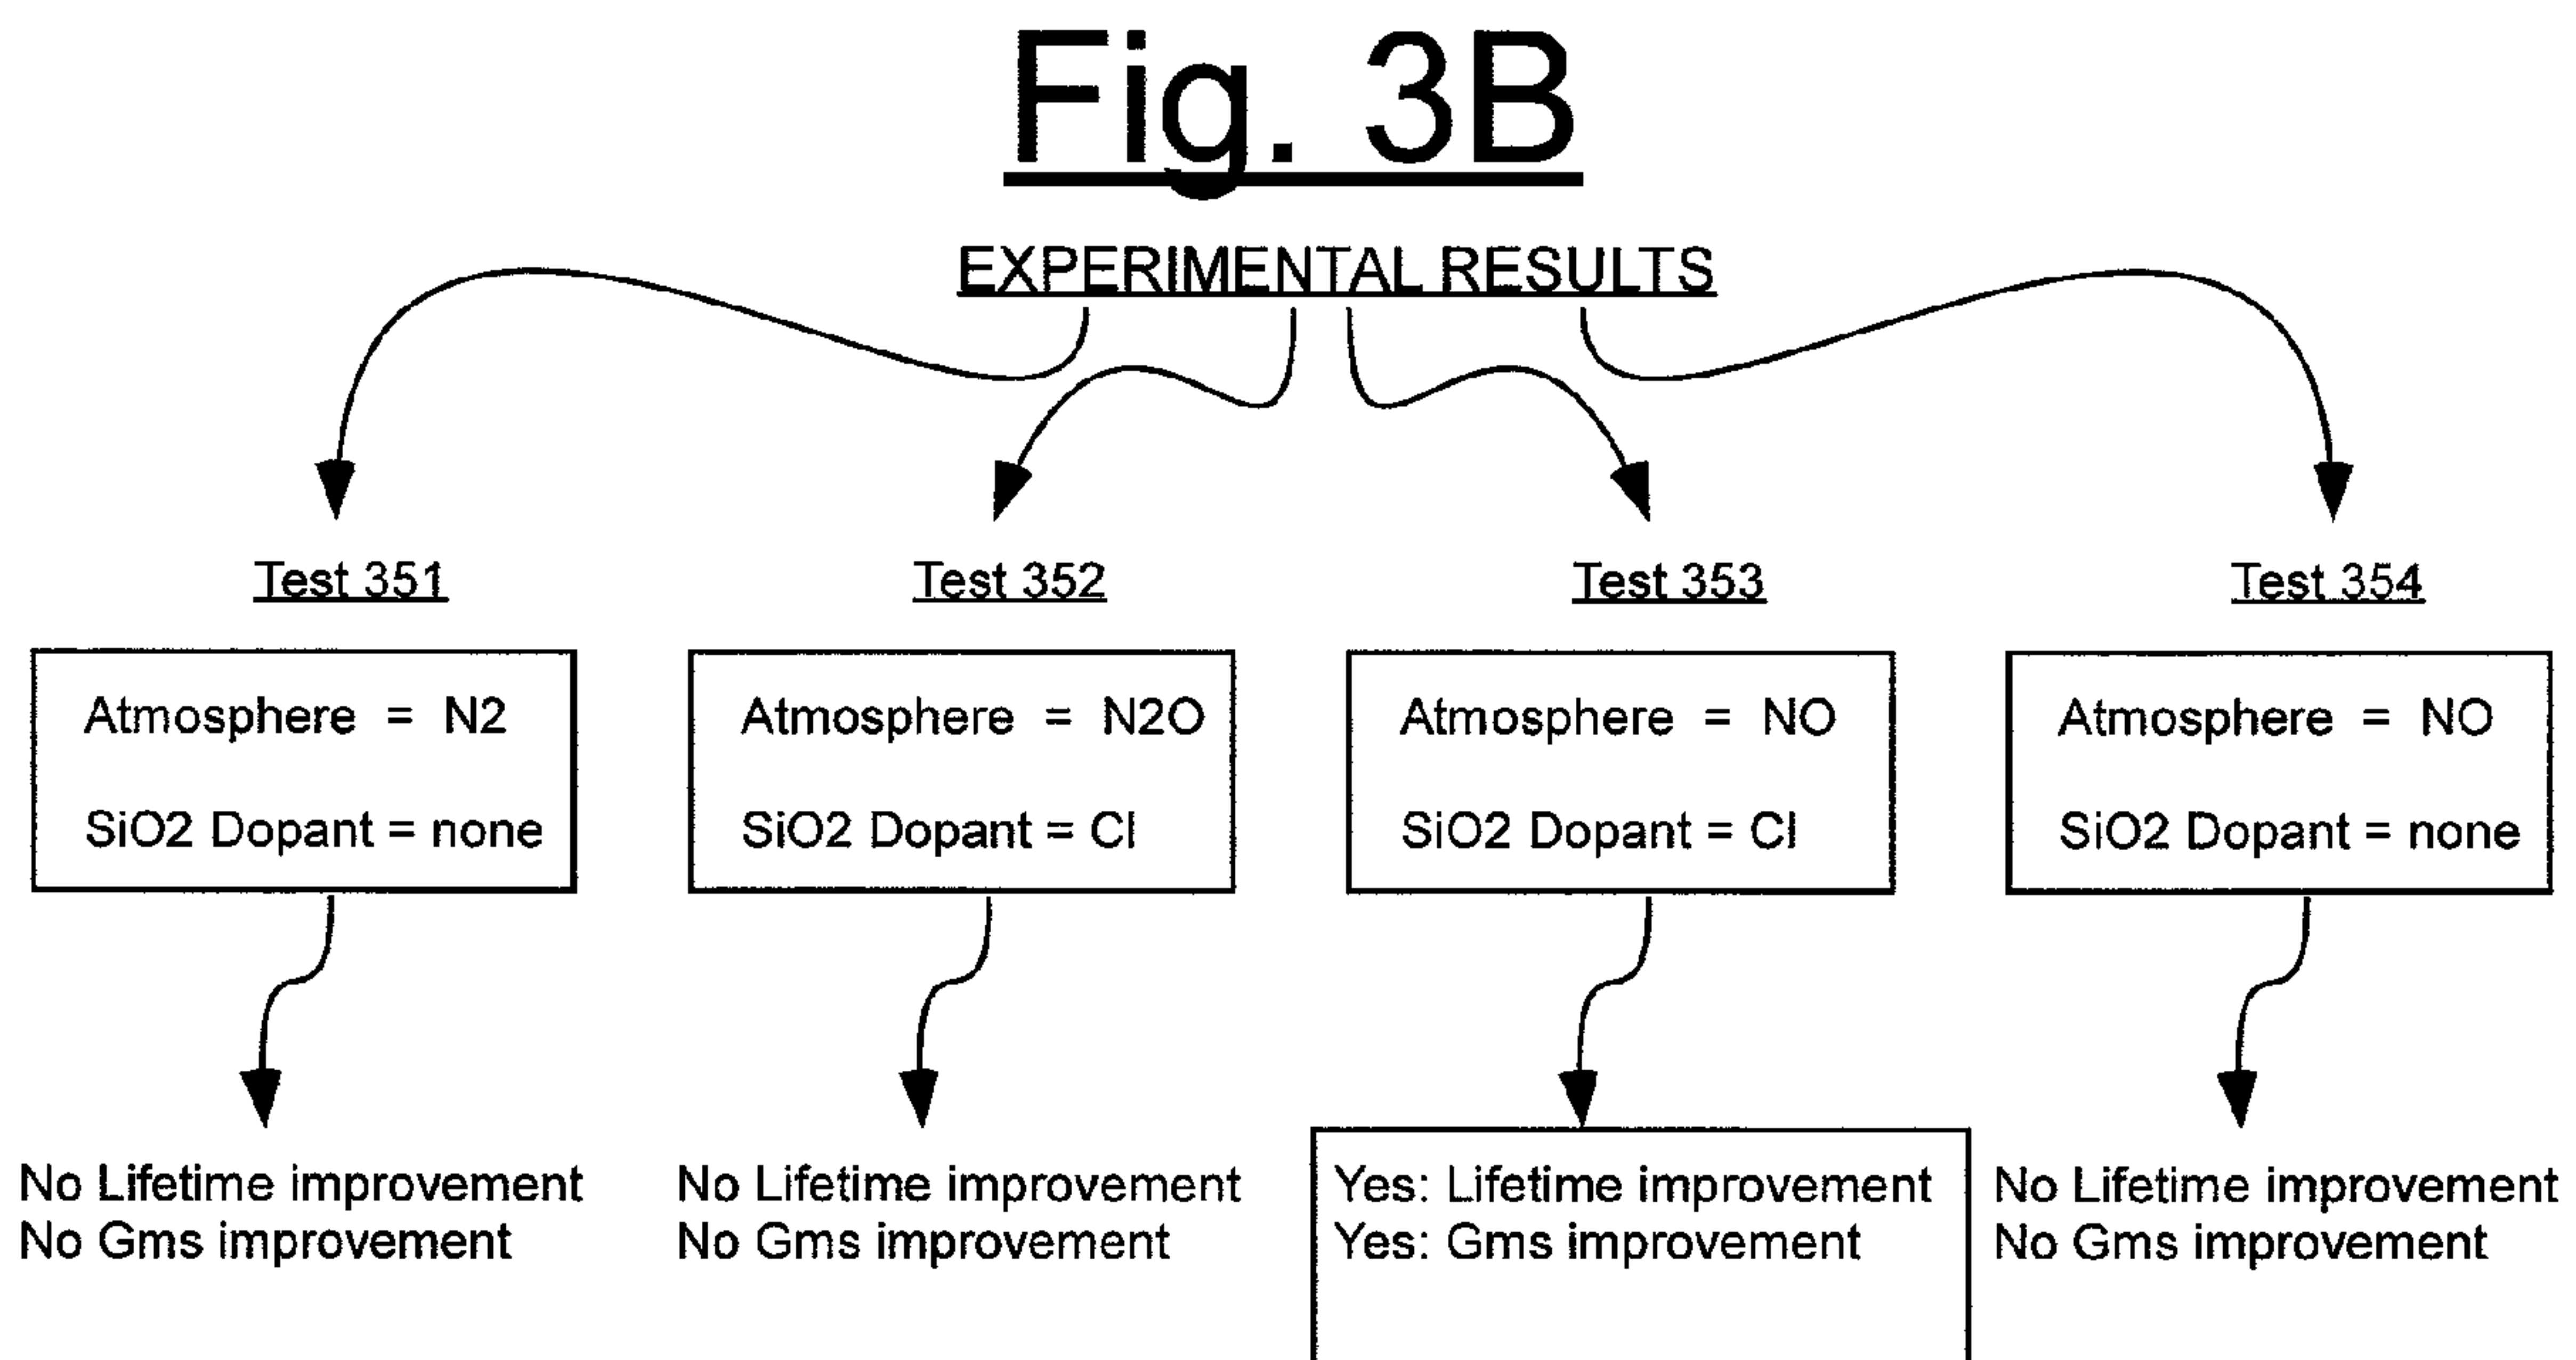 Fig. 3B
EXPERIMENTAL RESULTS
Test 351
Atmosphere = N2
SiO2 Dopant = none
No Lifetime improvement
No Gms improvement
Test 352
Atmosphere = N2O
SiO2 Dopant = Cl
No Lifetime improvement
No Gms improvement
Test 353
Atmosphere = NO
SiO2 Dopant = Cl
Yes: Lifetime improvement
Yes: Gms improvement
Test 354
Atmosphere = NO
SiO2 Dopant = none
No Lifetime improvement
No Gms improvement